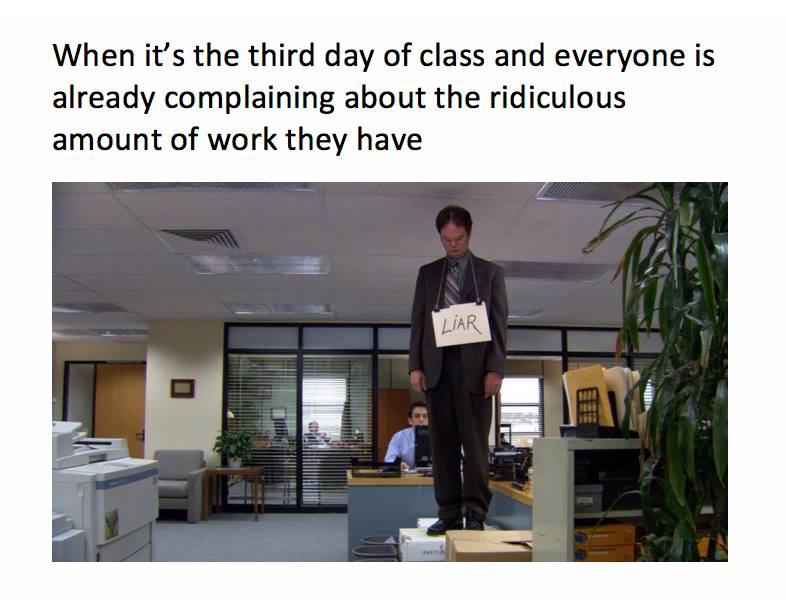 When it's the third day of class and everyone is
already complaining about the ridiculous
amount of work they have
LiAR